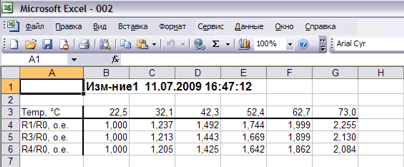 Microsoft Excel - 002
Файл Правка Вид Вставка Формат Сервис Данные Окно Справка
100% Arial Cyr
A1 fx
A B C D E F G H
1 Изм-ние1 11.07.2009 16:47:12
2
3 Temp, °C 22,5 32,1 42,3 52,4 62,7 73,0
4 R1/R0, о.е. 1,000 1,237 1,492 1,744 1,999 2,255
5 R3/R0, о.е. 1,000 1,213 1,443 1,669 1,899 2,130
6 R4/R0, о.е. 1,000 1,205 1,425 1,642 1,862 2,084
7